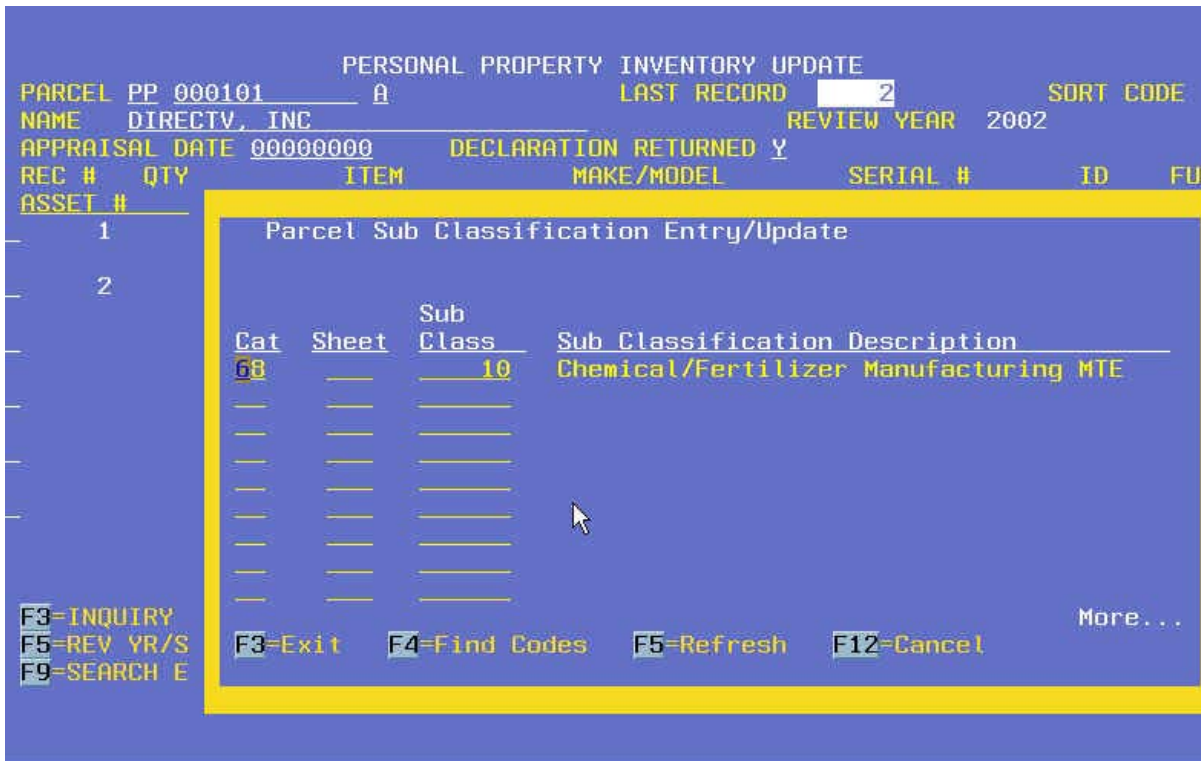 PERSONAL PROPERTY INVENTORY UPDATE
PARCEL PP 000101 A LAST RECORD 2 SORT CODE
NAME DIRECTV, INC REVIEW YEAR 2002
APPRAISAL DATE 00000000 DECLARATION RETURNED Y
REC # QTY ITEM MAKE/MODEL SERIAL # ID FU
ASSET #
1 Parcel Sub Classification Entry/Update
2
Sub
Cat Sheet Class Sub Classification Description
68 10 Chemical/Fertilizer Manufacturing MTE
F3=INQUIRY More...
F5=REV YR/S F3=Exit F4=Find Codes F5=Refresh F12=Cancel
F9=SEARCH E